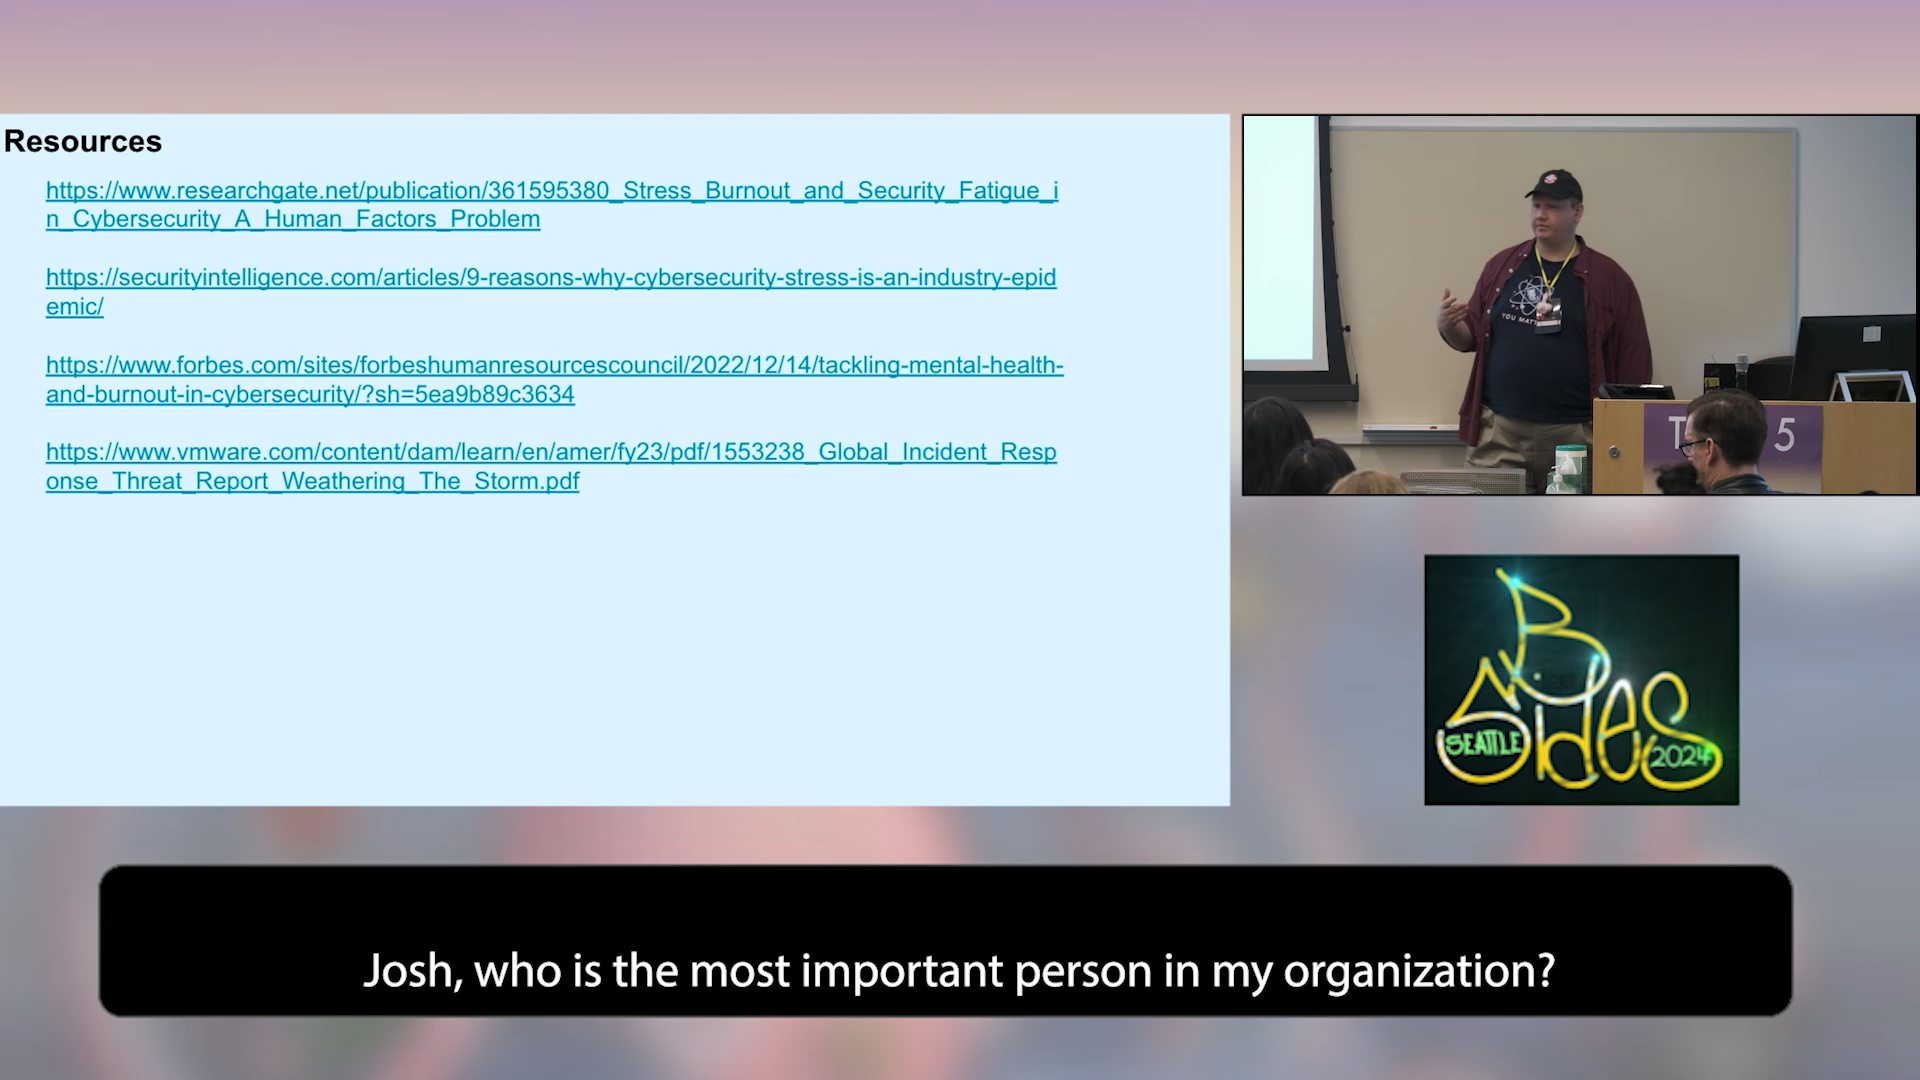 Resources
https://www.researchgate.net/publication/361595380_Stress_Burnout_and_Security_Fatigue_i
n_Cybersecurity_A_Human_Factors_Problem
https://securityintelligence.com/articles/9-reasons-why-cybersecurity-stress-is-an-industry-epid
emic/
https://www.forbes.com/sites/forbeshumanresourcescouncil/2022/12/14/tackling-mental-health-
and-burnout-in-cybersecurity/?sh=5ea9b89c3634
https://www.vmware.com/content/dam/learn/en/amer/fy23/pdf/1553238_Global_Incident_Resp
onse_Threat_Report_Weathering_The_Storm.pdf
YOU
5
B
Sides
SEATTLE
2024
Josh, who is the most important person in my organization?